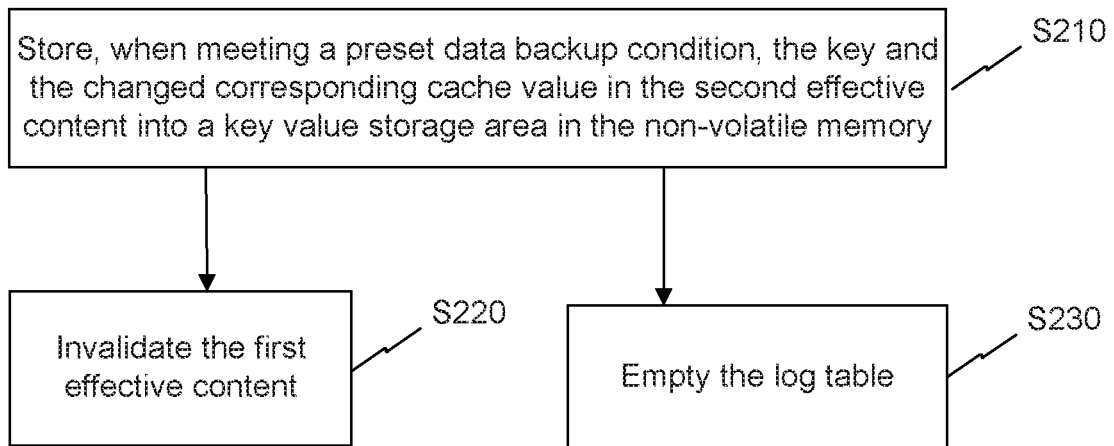 Store, when meeting a preset data backup condition, the key and
the changed corresponding cache value in the second effective
content into a key value storage area in the non-volatile memory
S210
Invalidate the first
effective content
S220
Empty the log table
S230